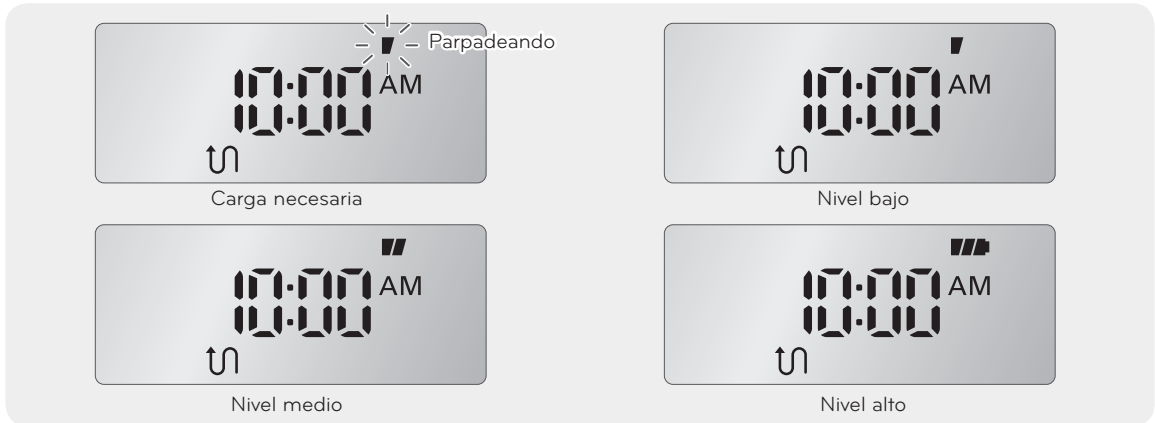 Parpadeando
10:00 AM
10:00 AM
Carga necesaria
Nivel bajo
10:00 AM
10:00 AM
Nivel medio
Nivel alto